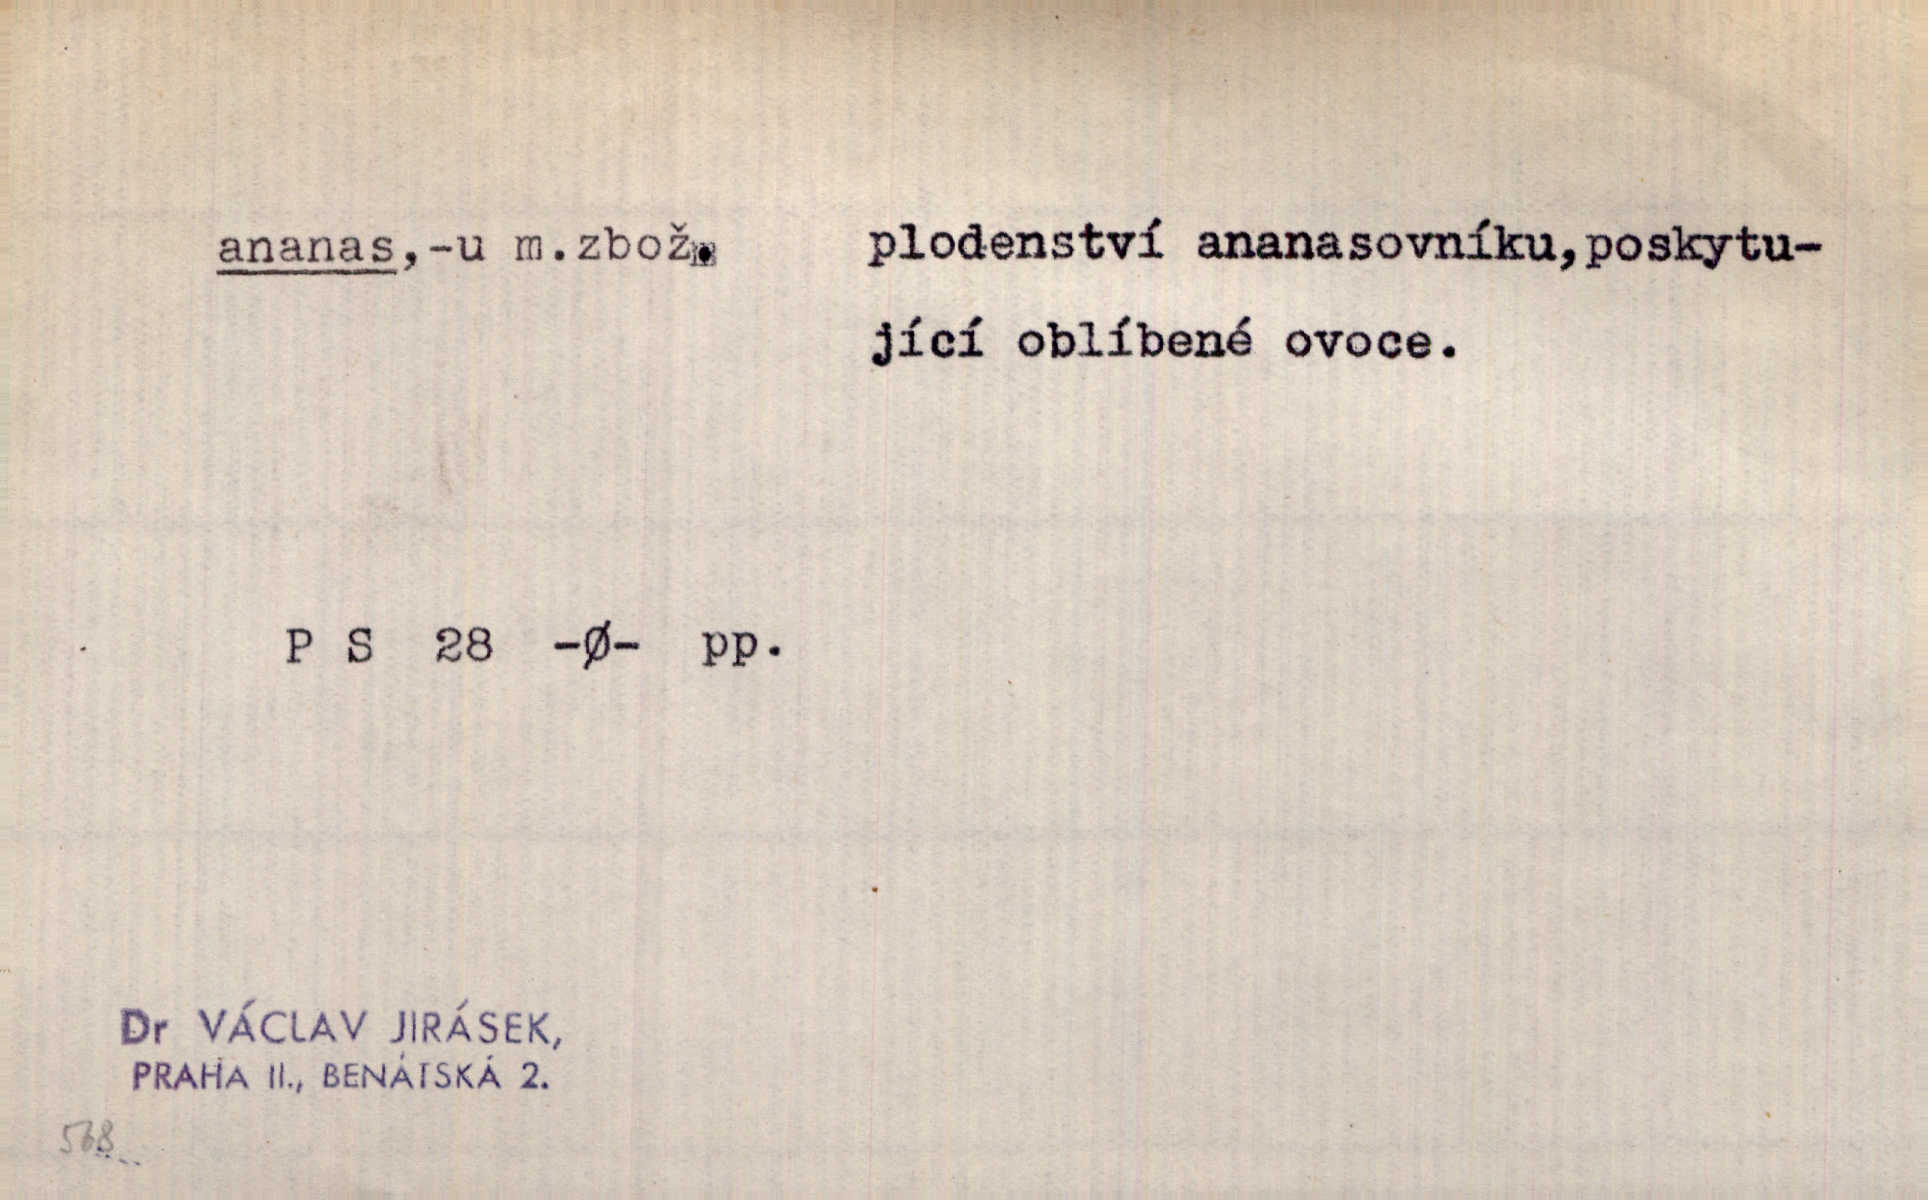 ananas,-u m.zbož.
plodenství ananasovníku,poskytu-
jící oblíbené ovoce.
P S 28 -Ø- pp.
Dr VÁCLAV JIRÁSEK,
PRAHA II., BENÁTSKÁ 2.
568